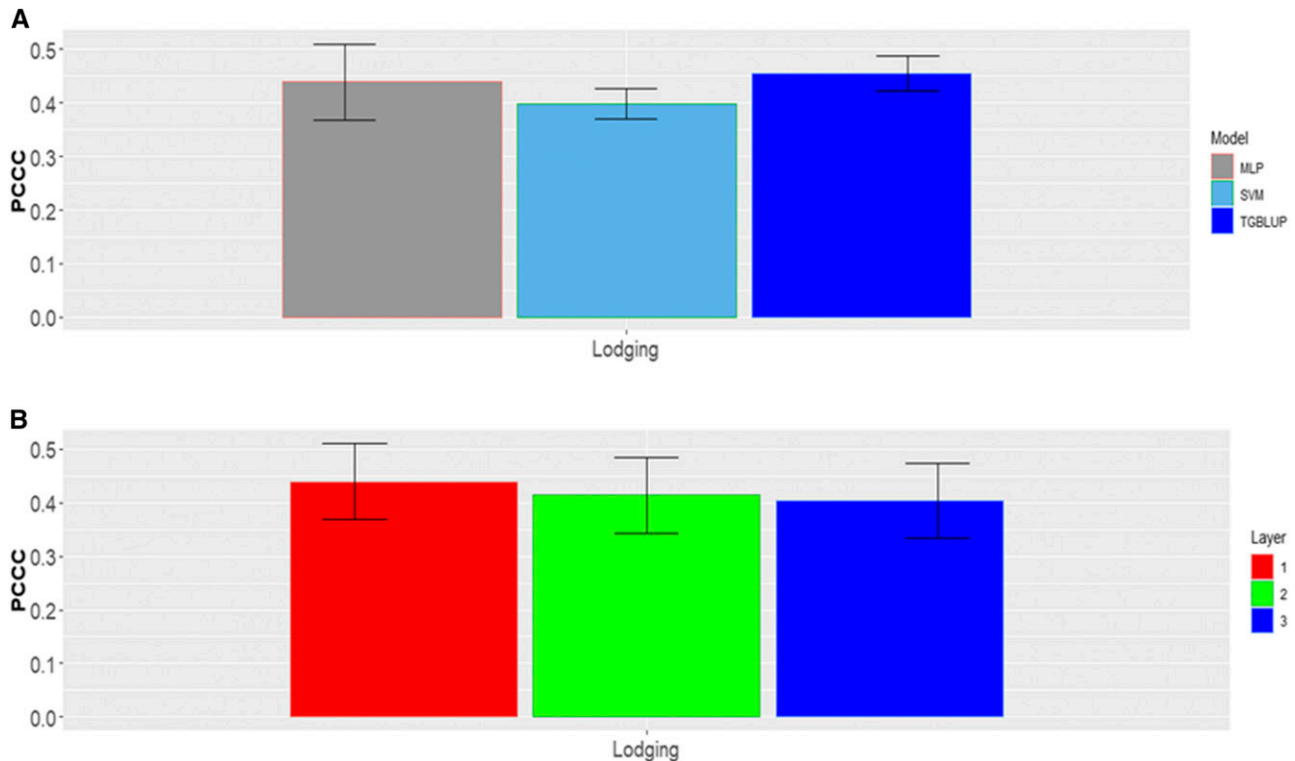 A
PCCC
0.5
0.4
0.3
0.2
0.1
0.0
Lodging
Model
MLP
SVM
TGBLUP
B
PCCC
0.5
0.4
0.3
0.2
0.1
0.0
Lodging
Layer
1
2
3